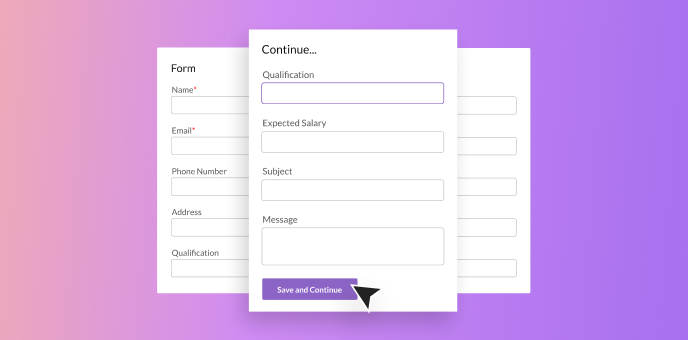 Form
Name*
Email*
Phone Number
Address
Qualification
Continue...
Qualification
Expected Salary
Subject
Message
Save and Continue